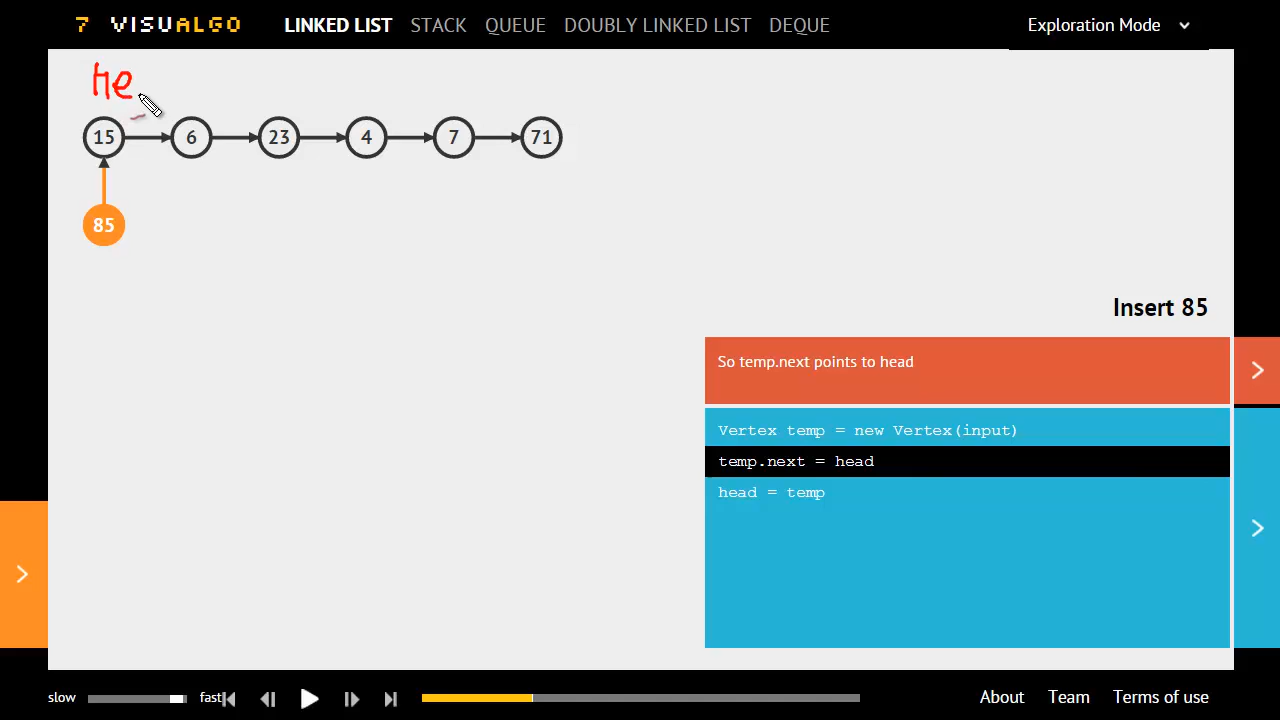 7 VISUALGO LINKED LIST STACK QUEUE DOUBLY LINKED LIST DEQUE Exploration Mode
He
15 6 23 4 7 71
85
Insert 85
So temp.next points to head
Vertex temp = new Vertex(input)
temp.next = head
head = temp
slow fast About Team Terms of use